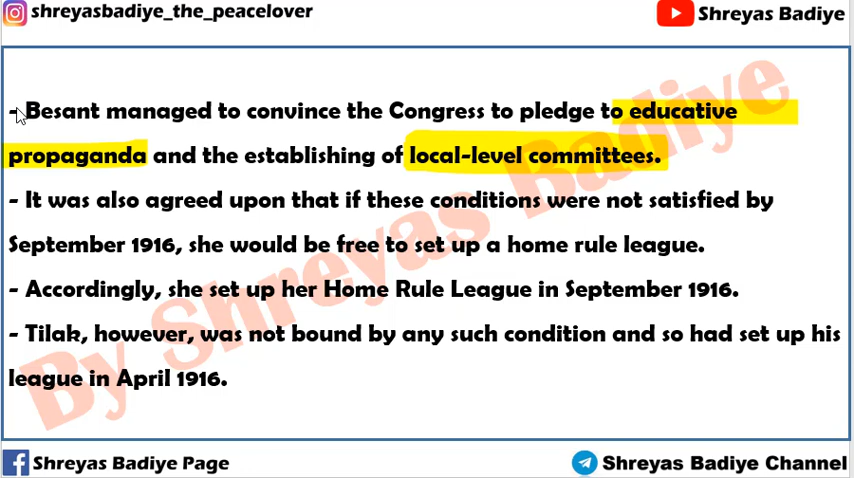 shreyasbadiye_the_peacelover
Shreyas Badiye
- Besant managed to convince the Congress to pledge to educative
propaganda and the establishing of local-level committees.
- It was also agreed upon that if these conditions were not satisfied by
September 1916, she would be free to set up a home rule league.
- Accordingly, she set up her Home Rule League in September 1916.
- Tilak, however, was not bound by any such condition and so had set up his
league in April 1916.
By Shreyas Badiye
Shreyas Badiye Page
Shreyas Badiye Channel